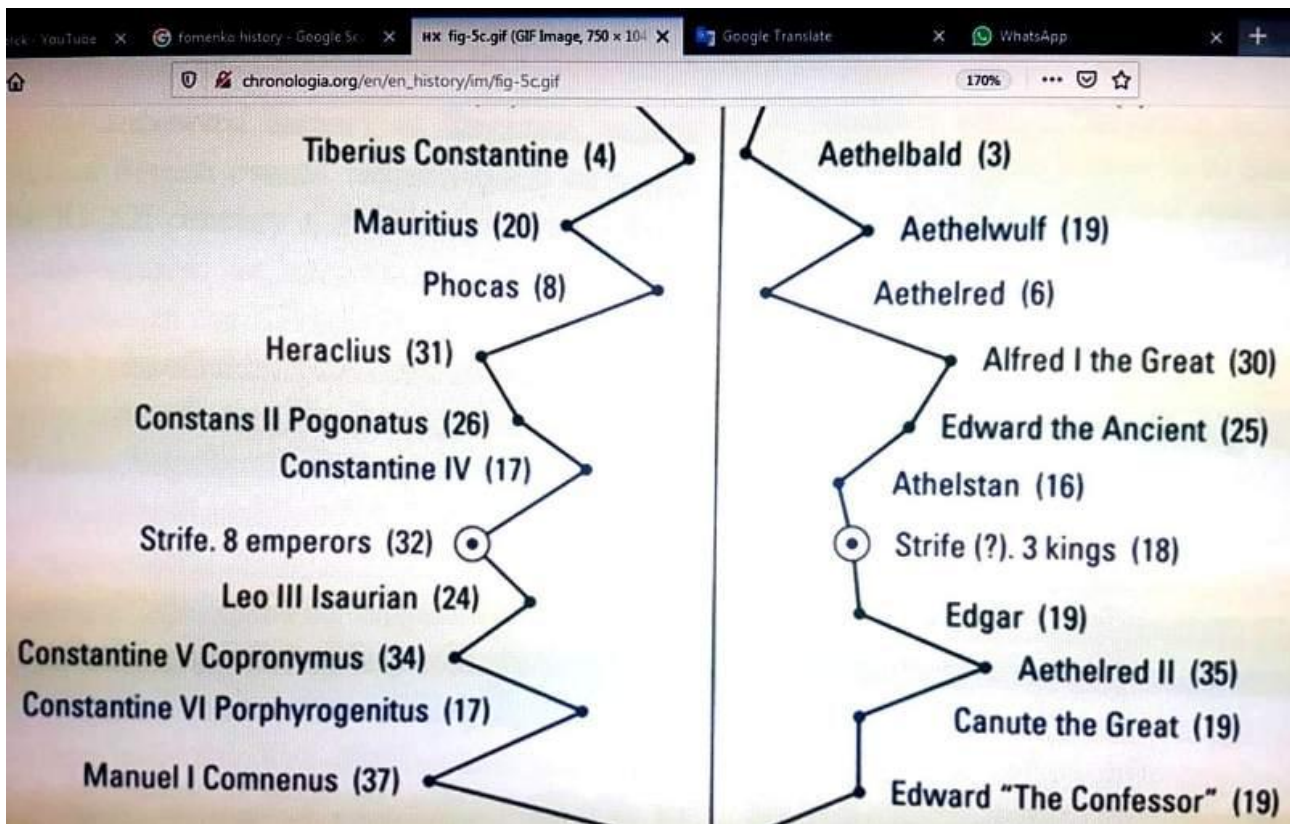 YouTube
fomenko history - Google Sc
HX fig-5c.gif (GIF Image, 750 × 104
Google Translate
WhatsApp
chronologia.org/en/en_history/im/fig-5c.gif
170%
Tiberius Constantine (4)
Aethelbald (3)
Mauritius (20)
Aethelwulf (19)
Phocas (8)
Aethelred (6)
Heraclius (31)
Alfred I the Great (30)
Constans II Pogonatus (26)
Edward the Ancient (25)
Constantine IV (17)
Athelstan (16)
Strife. 8 emperors (32)
Strife (?). 3 kings (18)
Leo III Isaurian (24)
Edgar (19)
Constantine V Copronymus (34)
Aethelred II (35)
Constantine VI Porphyrogenitus (17)
Canute the Great (19)
Manuel I Comnenus (37)
Edward "The Confessor" (19)